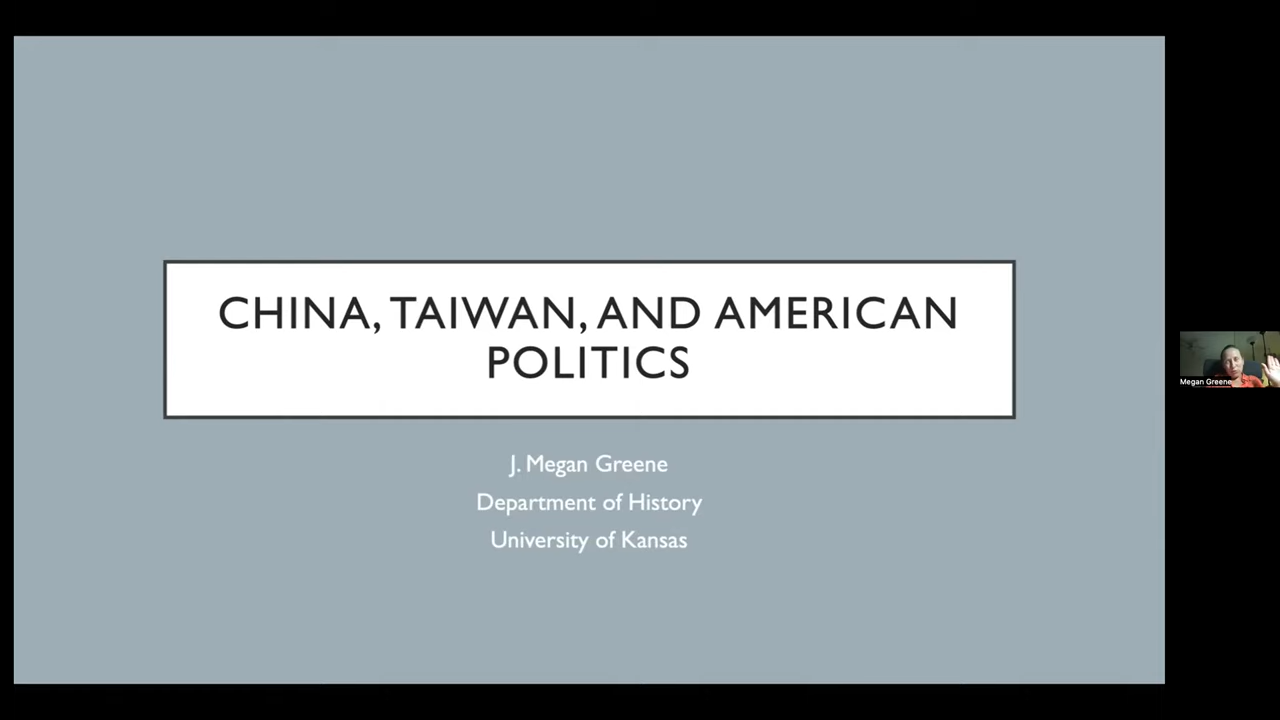 CHINA, TAIWAN, AND AMERICAN
POLITICS
J. Megan Greene
Department of History
University of Kansas
Megan Greene